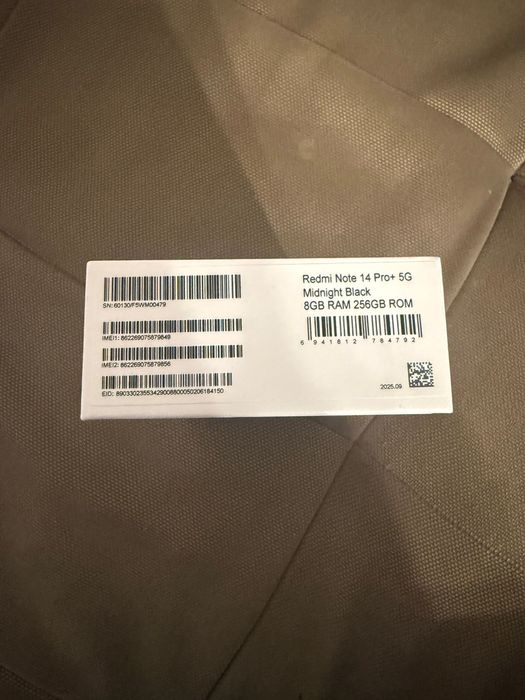 SN: 60130/F5WM00479
IMEI1: 862269075879849
IMEI2: 862269075879856
EID: 89033023553429008800050206184150
Redmi Note 14 Pro+ 5G
Midnight Black
8GB RAM 256GB ROM
6 941812 784792
2025.09